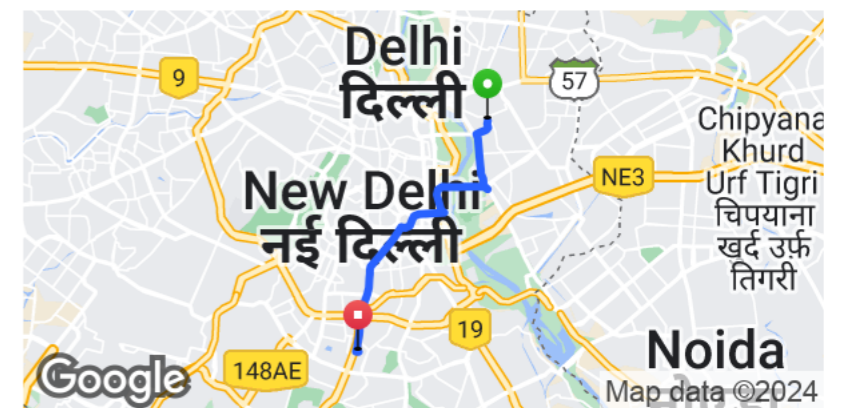 Delhi
दिल्ली
9
57
Chipyana
Khurd
Urf Tigri
चिपयाना
खुर्द उर्फ़
तिगरी
NE3
New Delhi
नई दिल्ली
19
148AE
Noida
Google
Map data ©2024